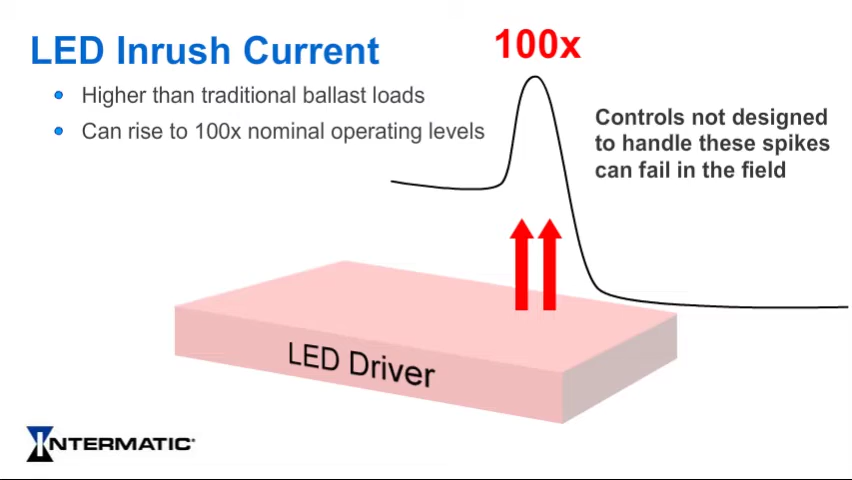 LED Inrush Current
Higher than traditional ballast loads
Can rise to 100x nominal operating levels
100x
Controls not designed
to handle these spikes
can fail in the field
LED Driver
INTERMATIC®